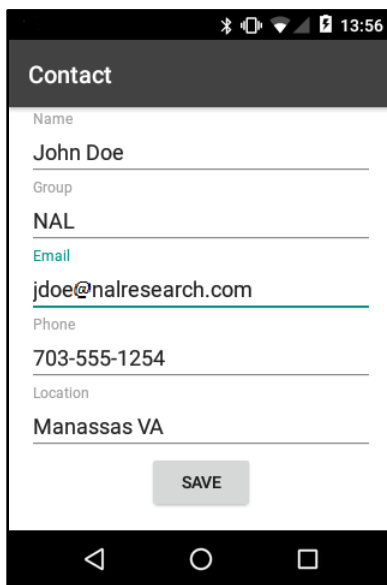 13:56
Contact
Name
John Doe
Group
NAL
Email
jdoe@nalresearch.com
Phone
703-555-1254
Location
Manassas VA
SAVE